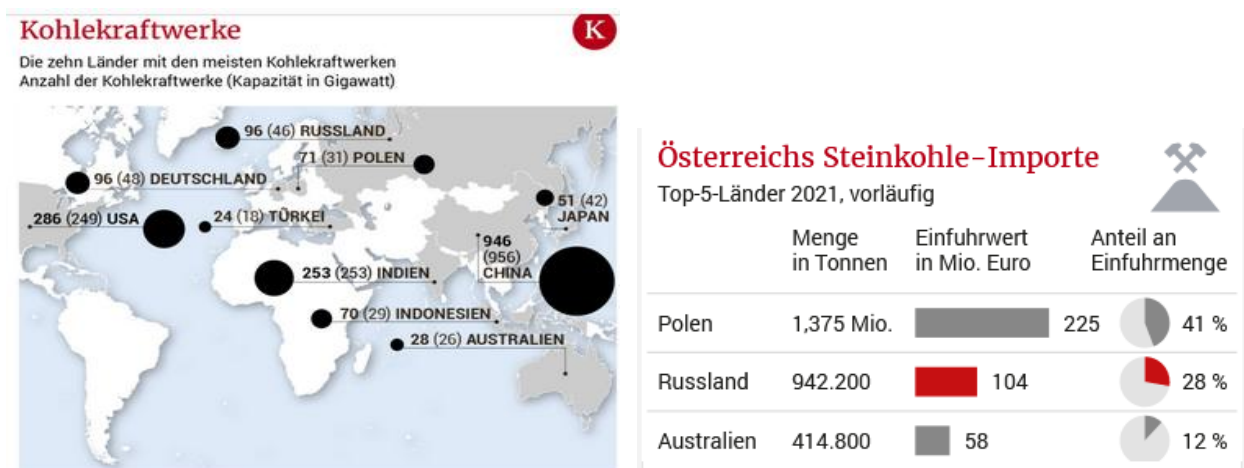 Kohlekraftwerke
K
Die zehn Länder mit den meisten Kohlekraftwerken
Anzahl der Kohlekraftwerke (Kapazität in Gigawatt)
96 (46) RUSSLAND
71 (31) POLEN
96 (48) DEUTSCHLAND
51 (42)
JAPAN
286 (249) USA
24 (18) TÜRKEI
946
(956)
CHINA
253 (253) INDIEN
70 (29) INDONESIEN
28 (26) AUSTRALIEN
Österreichs Steinkohle-Importe
Top-5-Länder 2021, vorläufig
Menge
in Tonnen
Einfuhrwert
in Mio. Euro
Anteil an
Einfuhrmenge
Polen 1,375 Mio. 225 41 %
Russland 942.200 104 28 %
Australien 414.800 58 12 %